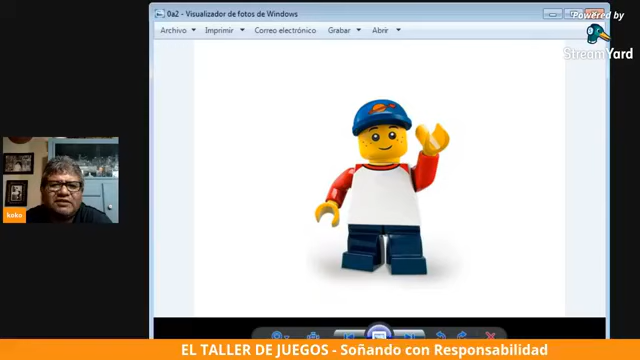 0a2 - Visualizador de fotos de Windows
Powered by
Archivo Imprimir Correo electrónico Grabar Abrir
StreamYard
koko
EL TALLER DE JUEGOS - Soñando con Responsabilidad